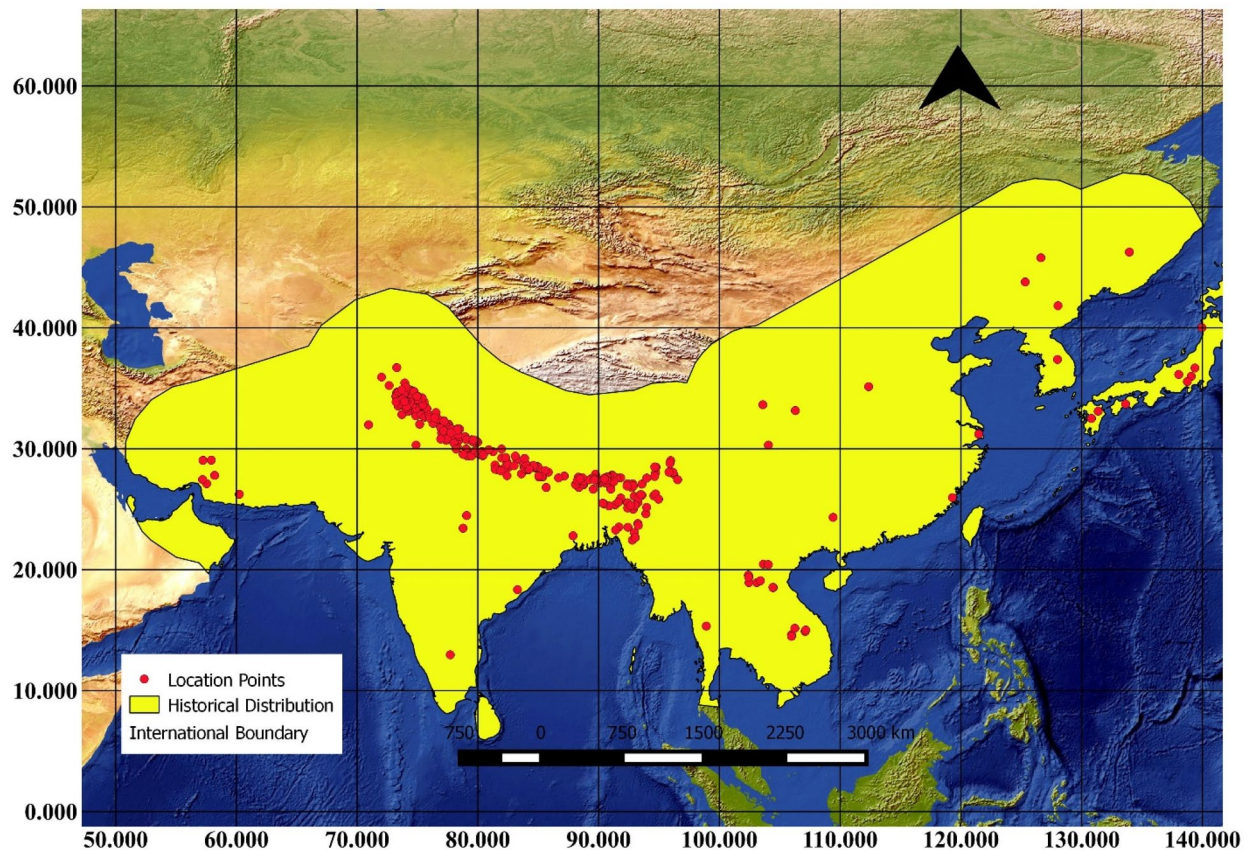 60.000
50.000
40.000
30.000
20.000
10.000
0.000
Location Points
Historical Distribution
International Boundary
750 0 750 1500 2250 3000 km
50.000 60.000 70.000 80.000 90.000 100.000 110.000 120.000 130.000 140.000